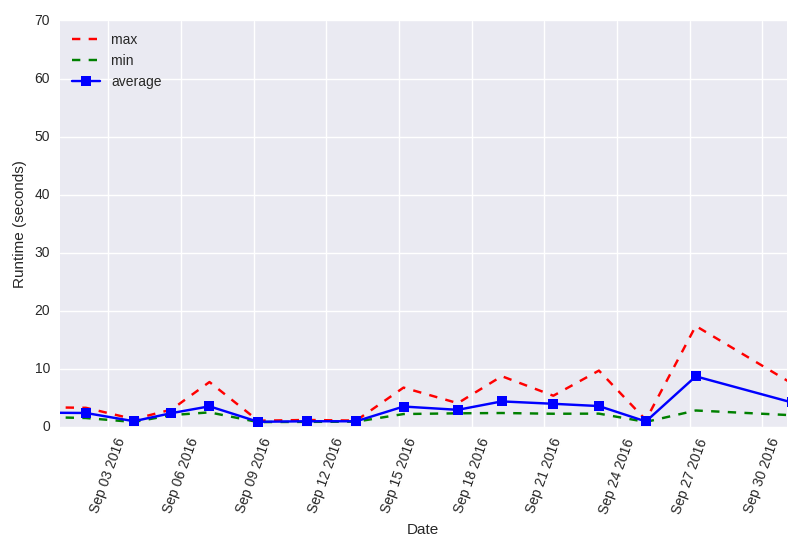 70
60
50
40
30
20
10
0
Runtime (seconds)
max
min
average
Sep 03 2016
Sep 06 2016
Sep 09 2016
Sep 12 2016
Sep 15 2016
Sep 18 2016
Sep 21 2016
Sep 24 2016
Sep 27 2016
Sep 30 2016
Date